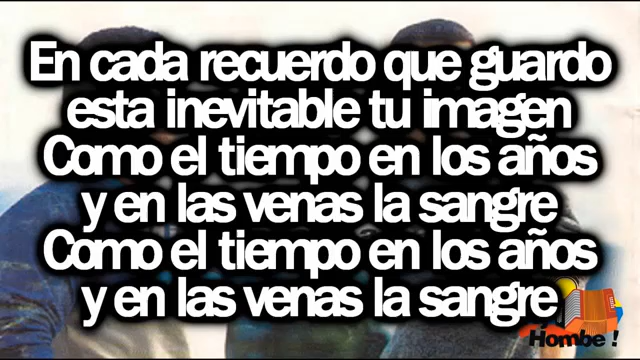 En cada recuerdo que guardo
esta inevitable tu imagen
Como el tiempo en los años
y en las venas la sangre
Como el tiempo en los años
y en las venas la sangre
Hombe !